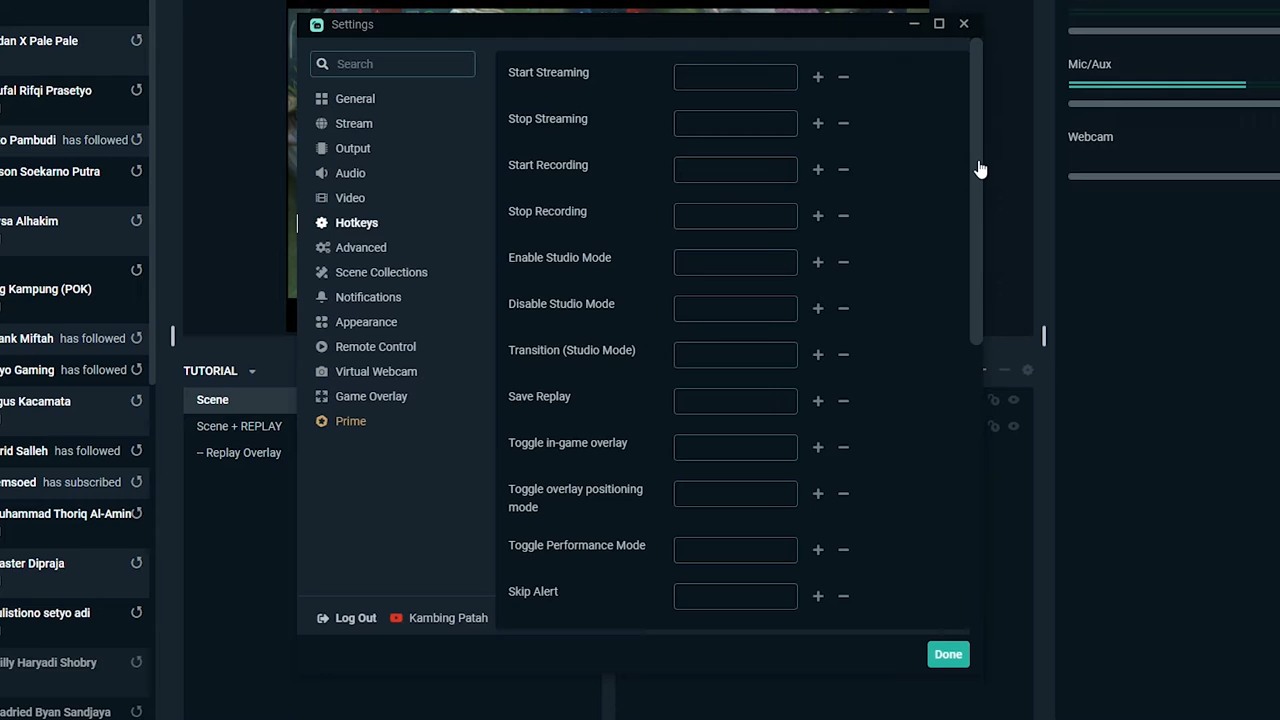 dan X Pale Pale
ufal Rifqi Prasetyo
o Pambudi has followed
son Soekarno Putra
sa Alhakim
g Kampung (POK)
ank Miftah has followed
yo Gaming has followed
gus Kacamata
rid Salleh has followed
emsoed has subscribed
uhammad Thoriq Al-Amin
aster Dipraja
ulistiono setyo adi
illy Haryadi Shobry
adried Byan Sandjaya
TUTORIAL
Scene
Scene + REPLAY
-- Replay Overlay
Settings
Search
General
Stream
Output
Audio
Video
Hotkeys
Advanced
Scene Collections
Notifications
Appearance
Remote Control
Virtual Webcam
Game Overlay
Prime
Log Out Kambing Patah
Start Streaming
Stop Streaming
Start Recording
Stop Recording
Enable Studio Mode
Disable Studio Mode
Transition (Studio Mode)
Save Replay
Toggle in-game overlay
Toggle overlay positioning
mode
Toggle Performance Mode
Skip Alert
Done
Mic/Aux
Webcam